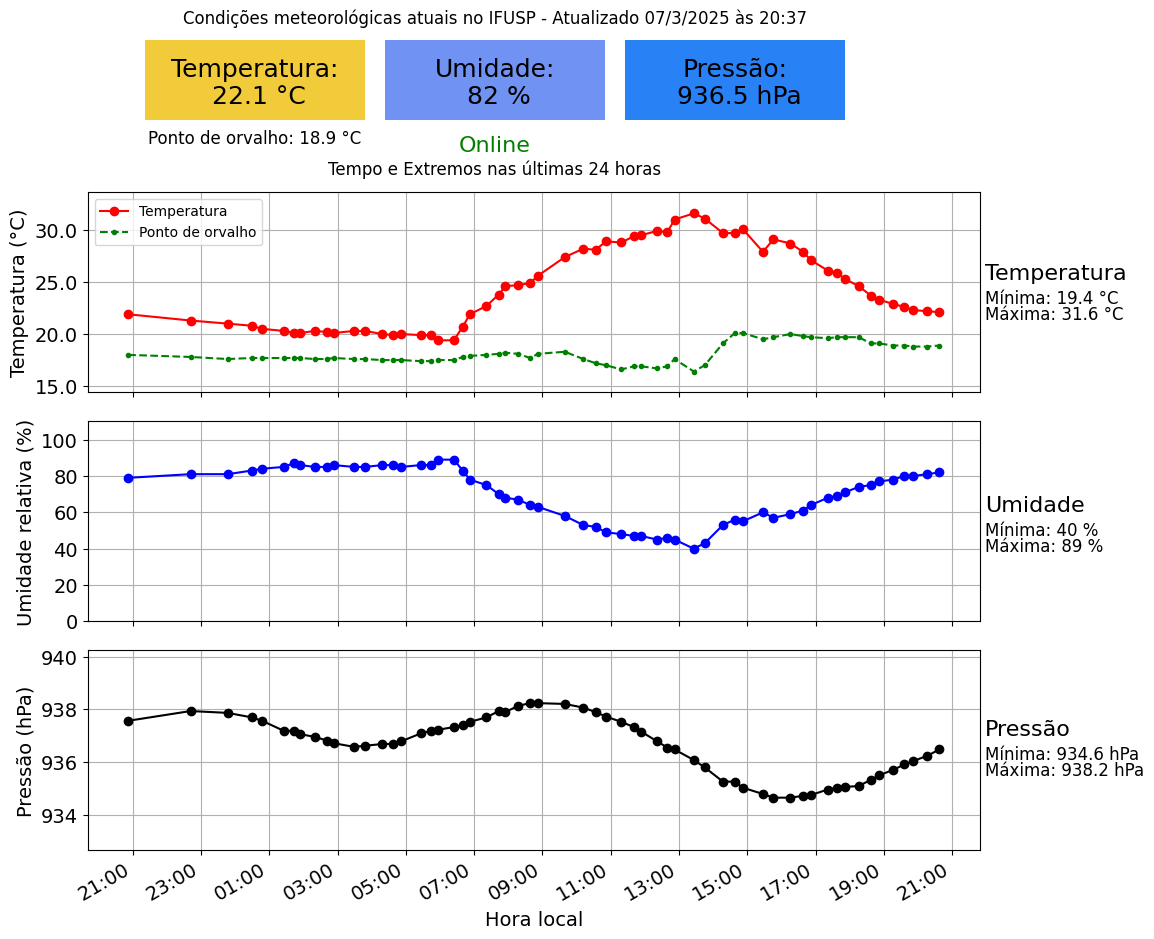 Condições meteorológicas atuais no IFUSP - Atualizado 07/3/2025 às 20:37
Temperatura:
22.1 °C
Umidade:
82 %
Pressão:
936.5 hPa
Ponto de orvalho: 18.9 °C
Online
Tempo e Extremos nas últimas 24 horas
Temperatura (°C)
30.0
25.0
20.0
15.0
Temperatura
Ponto de orvalho
Temperatura
Mínima: 19.4 °C
Máxima: 31.6 °C
Umidade relativa (%)
100
80
60
40
20
0
Umidade
Mínima: 40 %
Máxima: 89 %
Pressão (hPa)
940
938
936
934
Pressão
Mínima: 934.6 hPa
Máxima: 938.2 hPa
21:00 23:00 01:00 03:00 05:00 07:00 09:00 11:00 13:00 15:00 17:00 19:00 21:00
Hora local